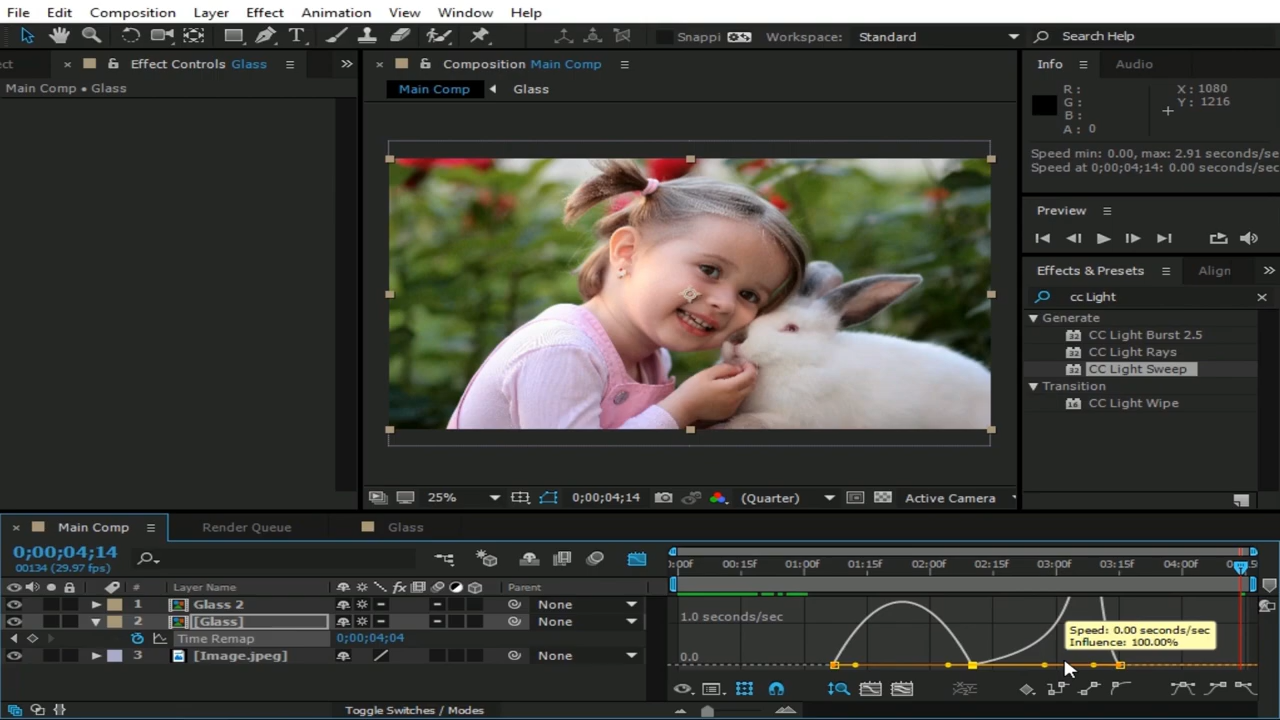 File Edit Composition Layer Effect Animation View Window Help
Snappi Workspace: Standard Search Help
ct × Effect Controls Glass
Main Comp • Glass
× Composition Main Comp
Main Comp Glass
Info Audio
R : X : 1080
G : Y : 1216
B :
A : 0
Speed min: 0.00, max: 2.91 seconds/se
Speed at 0;00;04;14: 0.00 seconds/sec
Preview
Effects & Presets Align
cc Light ×
Generate
CC Light Burst 2.5
CC Light Rays
CC Light Sweep
Transition
CC Light Wipe
25% 0;00;04;14 (Quarter) Active Camera
× Main Comp Render Queue Glass
0;00;04;14
00134 (29.97 fps)
:00f 00:15f 01:00f 01:15f 02:00f 02:15f 03:00f 03:15f 04:00f
# Layer Name Parent
1 Glass 2 None
2 [Glass] None
Time Remap 0;00;04;04
3 [Image.jpeg] None
1.0 seconds/sec
0.0
Speed: 0.00 seconds/sec
Influence: 100.00%
Toggle Switches / Modes